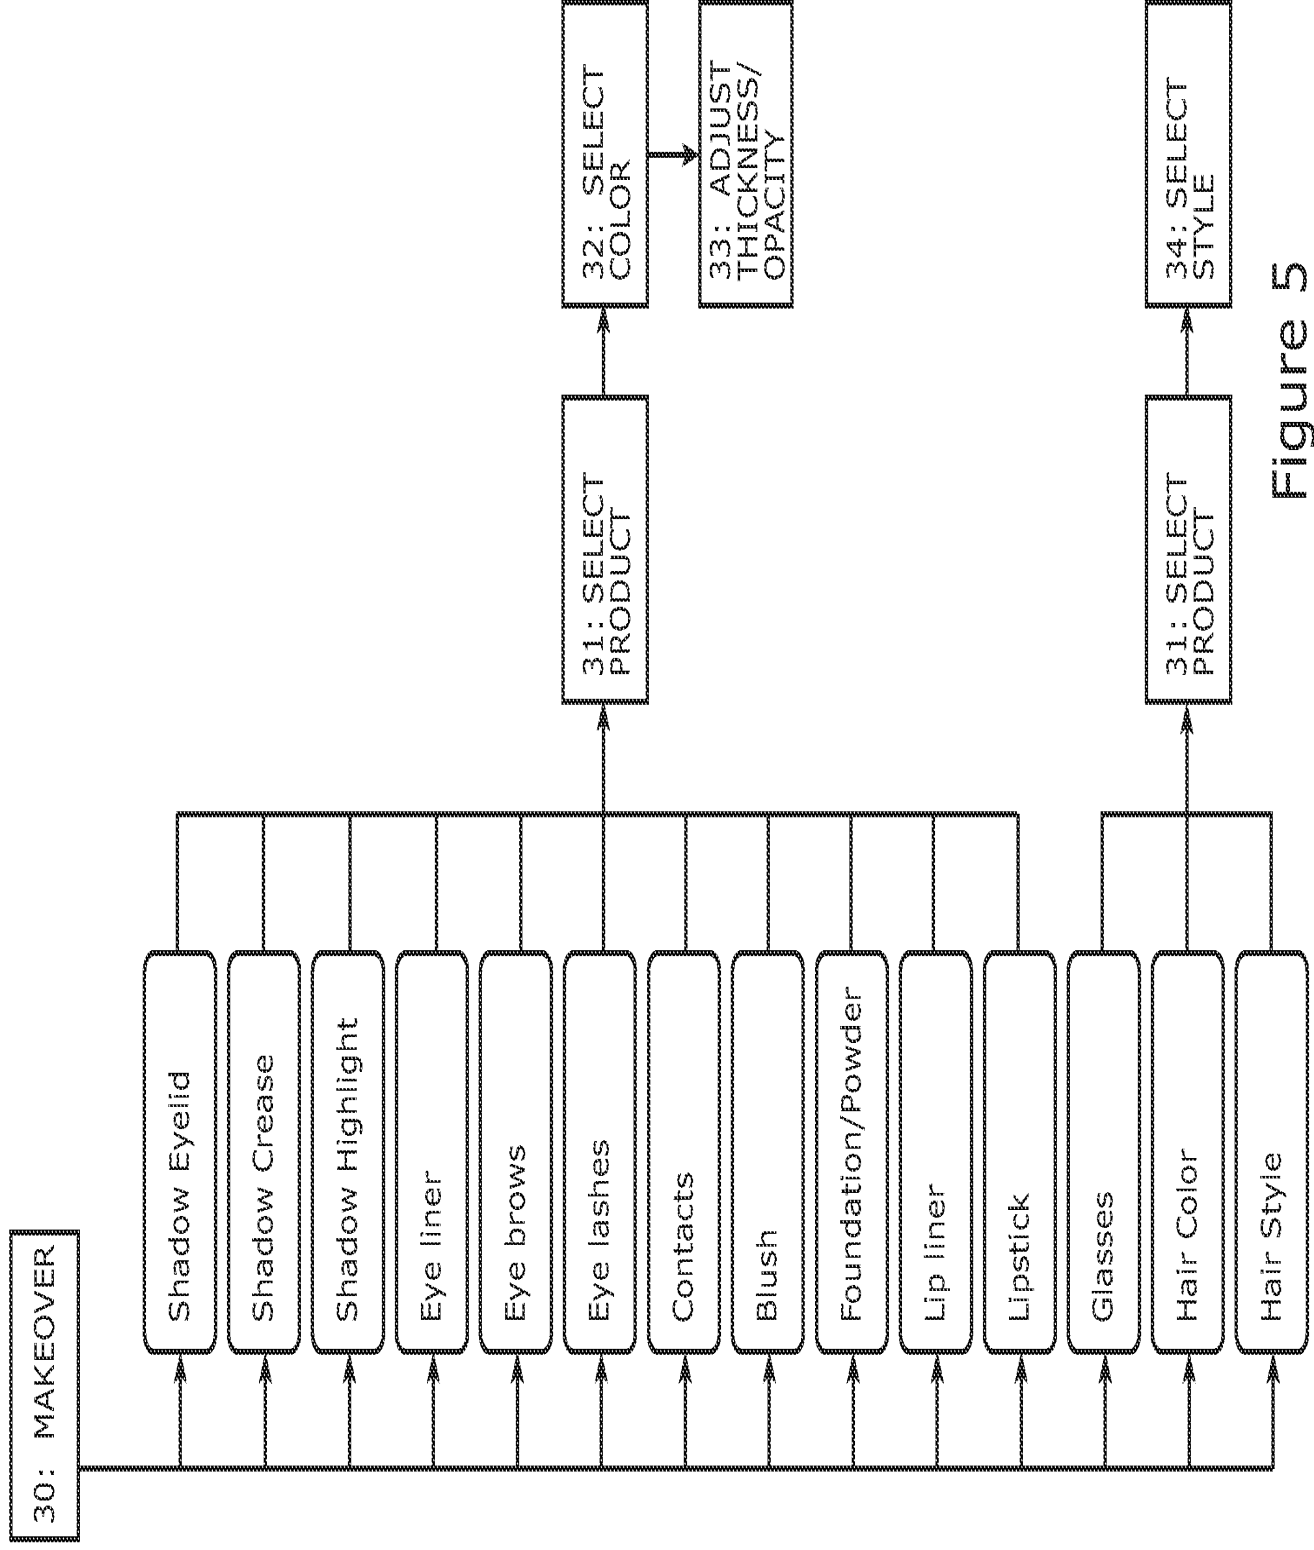 30: MAKEOVER
Shadow Eyelid
Shadow Crease
Shadow Highlight
Eye liner
Eye brows
Eye lashes
Contacts
Blush
Foundation/Powder
Lip liner
Lipstick
Glasses
Hair Color
Hair Style
31: SELECT
PRODUCT
32: SELECT
COLOR
33: ADJUST
THICKNESS/
OPACITY
31: SELECT
PRODUCT
34: SELECT
STYLE
Figure 5